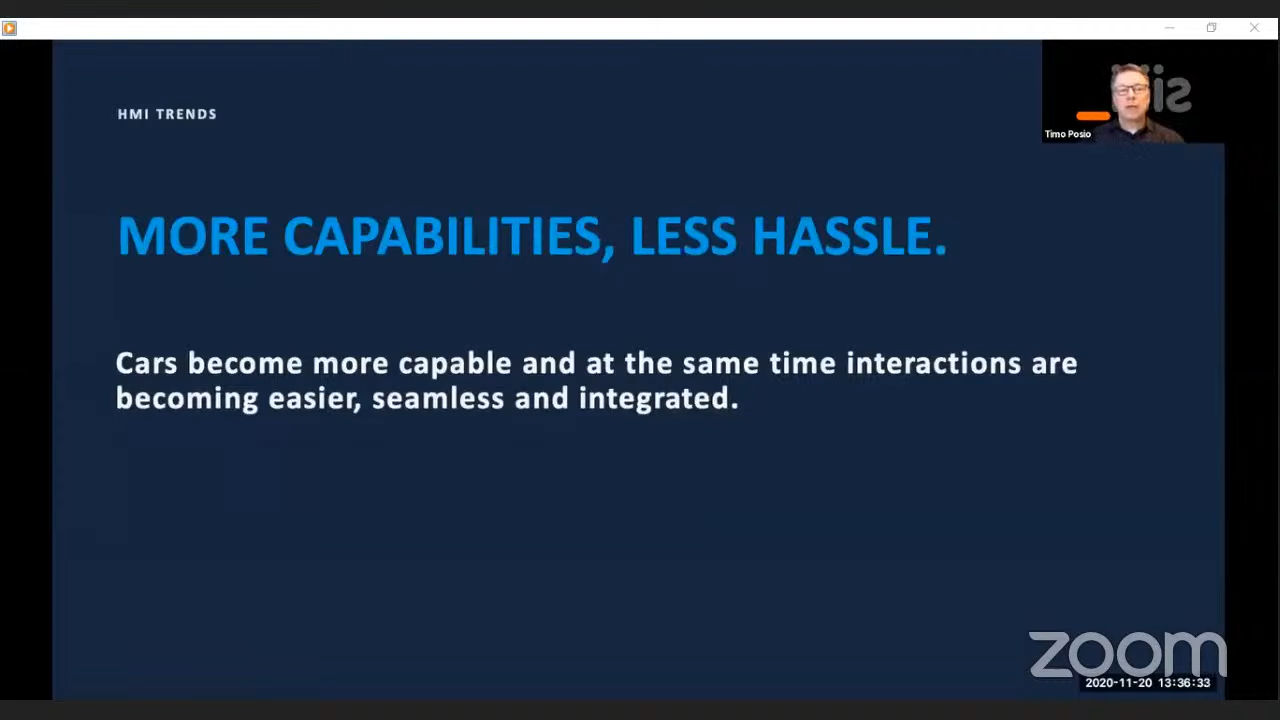 HMI TRENDS
Timo Posio
MORE CAPABILITIES, LESS HASSLE.
Cars become more capable and at the same time interactions are
becoming easier, seamless and integrated.
zoom
2020-11-20 13:36:33